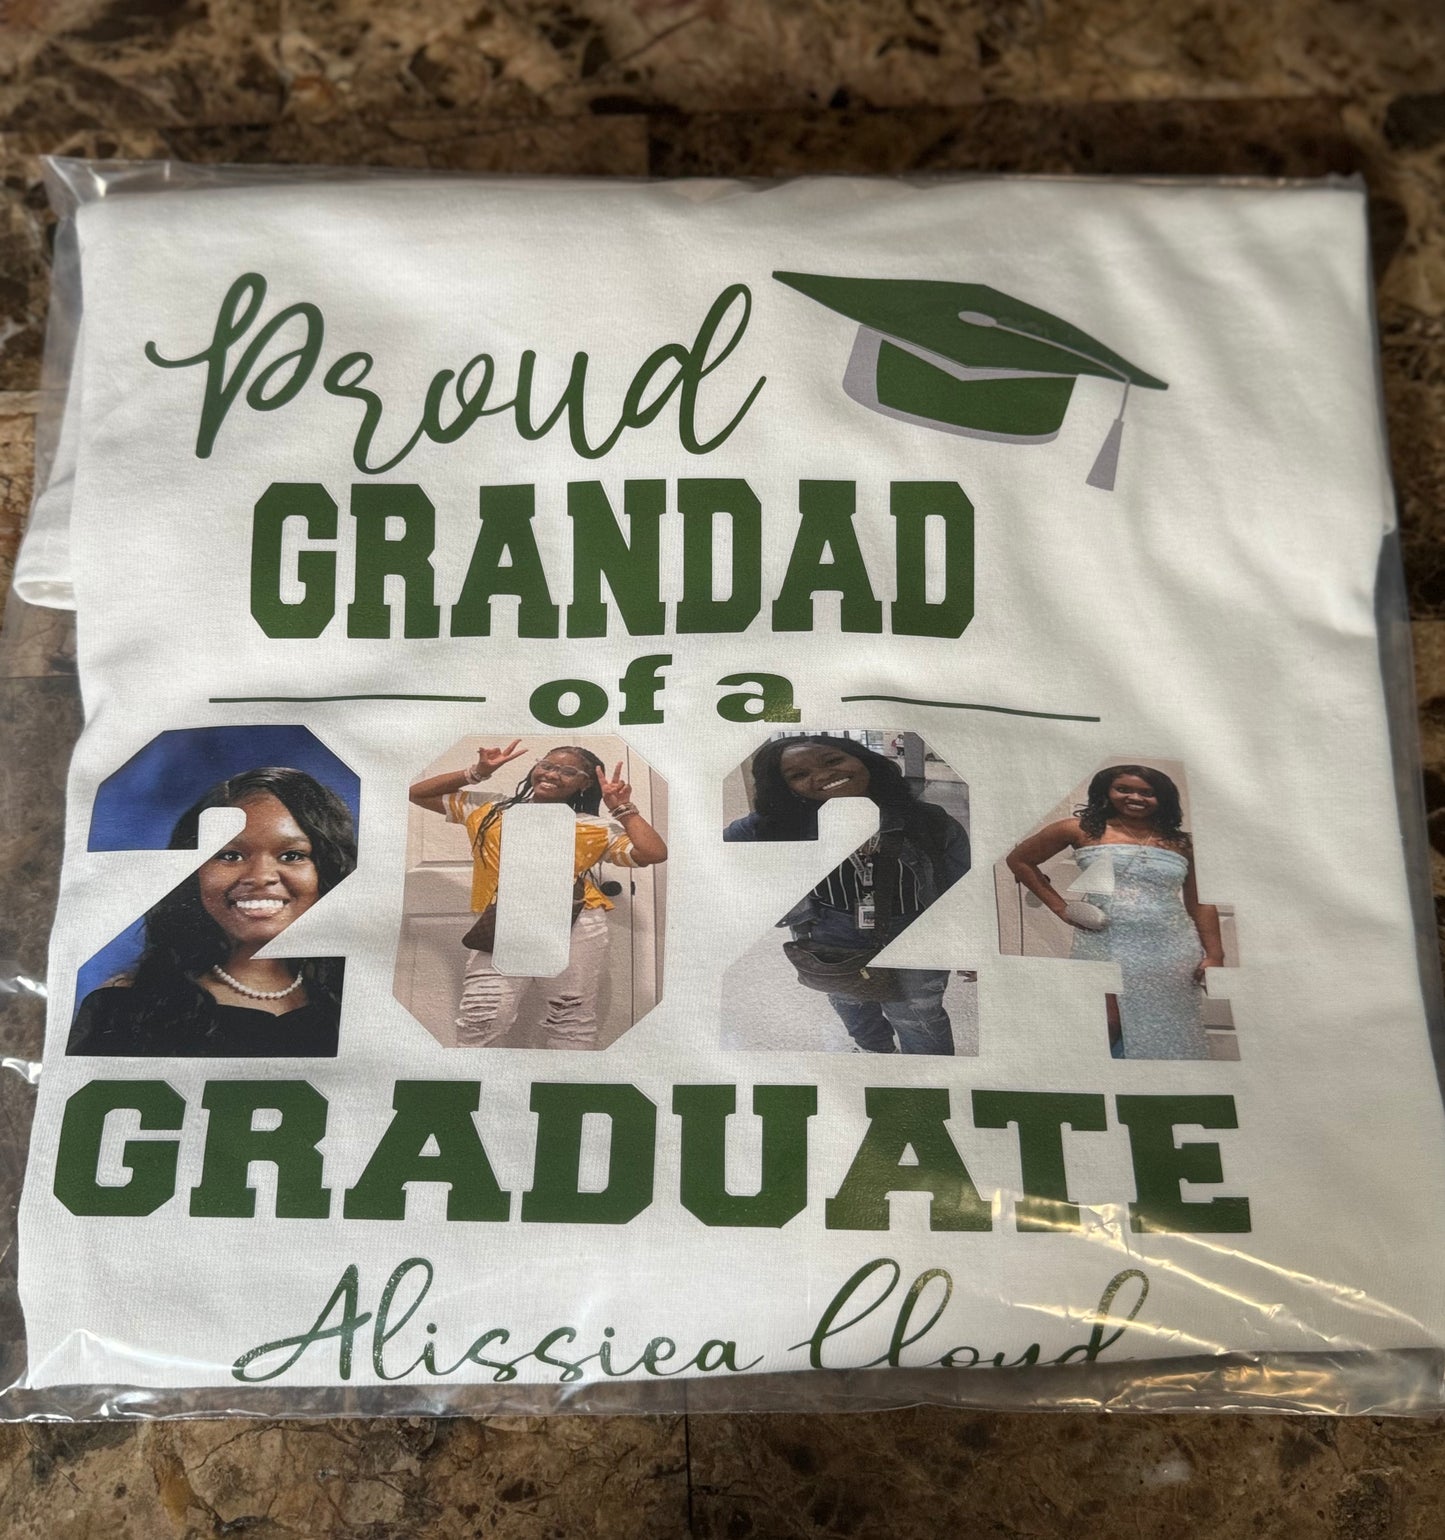 Proud
GRANDAD
of a
2024
GRADUATE
Alissiea Cloud